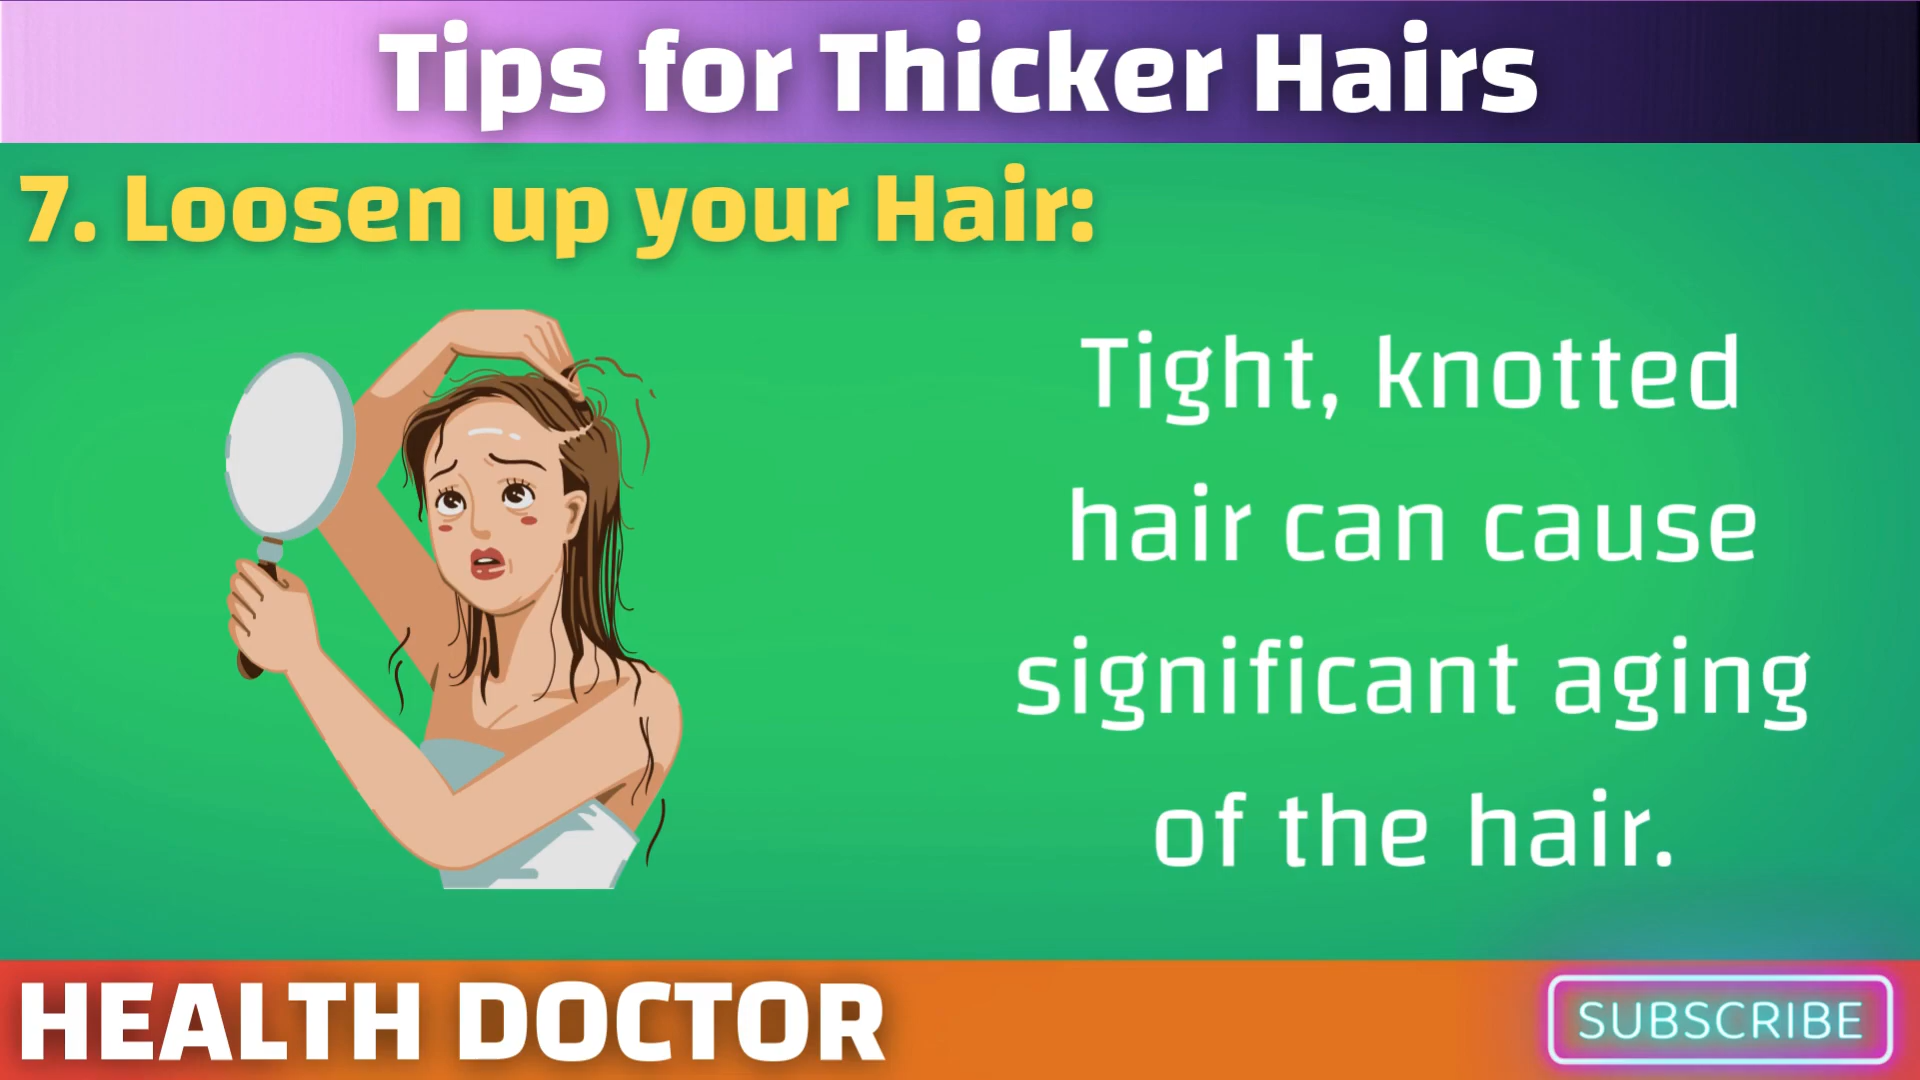 Tips for Thicker Hairs
7. Loosen up your Hair:
Tight, knotted
hair can cause
significant aging
of the hair.
HEALTH DOCTOR
SUBSCRIBE